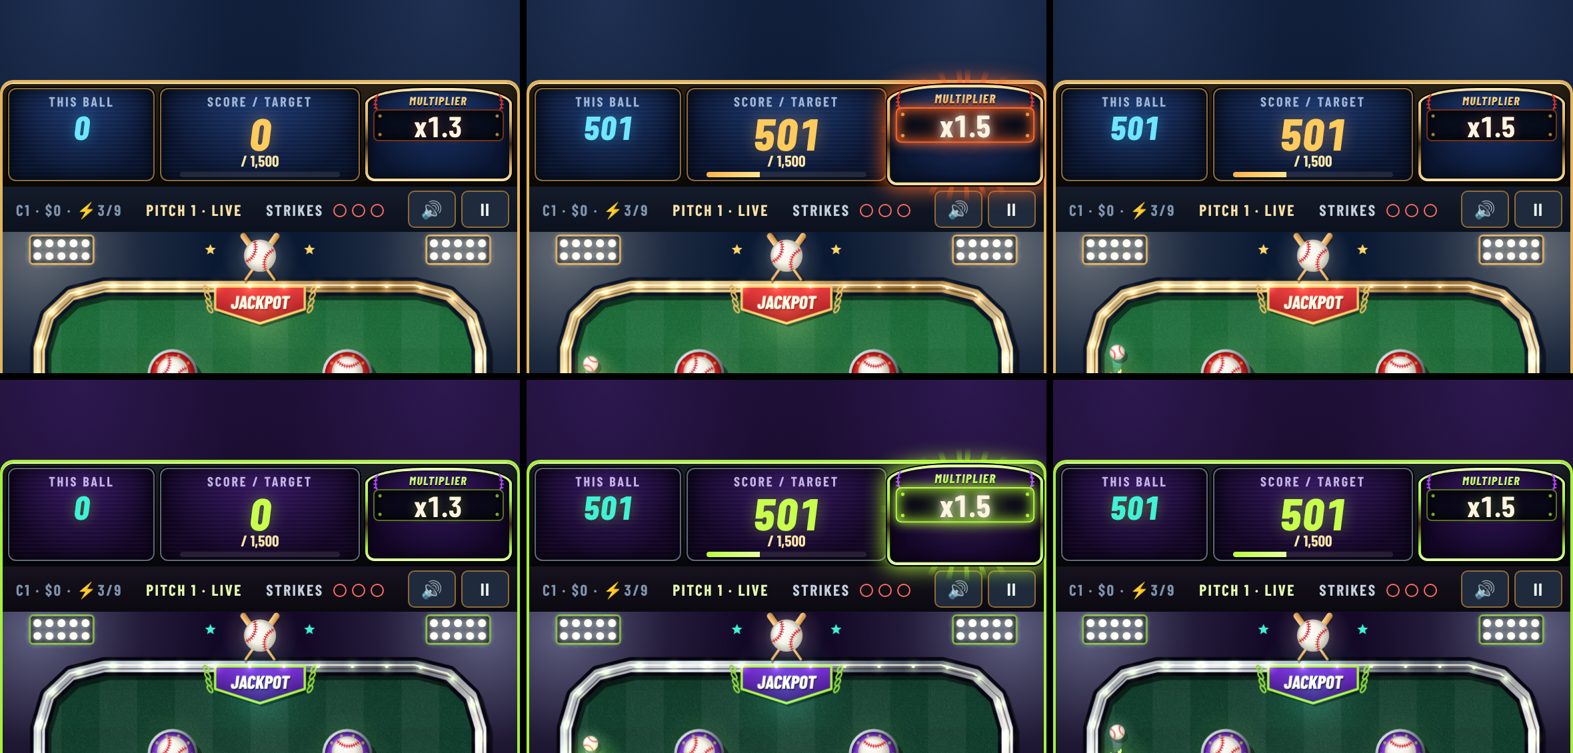 THIS BALL SCORE / TARGET MULTIPLIER
0 0 x1.3
/ 1,500
C1 · $0 · ⚡3/9 PITCH 1 · LIVE STRIKES
JACKPOT
THIS BALL SCORE / TARGET MULTIPLIER
501 501 x1.5
/ 1,500
C1 · $0 · ⚡3/9 PITCH 1 · LIVE STRIKES
JACKPOT
THIS BALL SCORE / TARGET MULTIPLIER
501 501 x1.5
/ 1,500
C1 · $0 · ⚡3/9 PITCH 1 · LIVE STRIKES
JACKPOT
THIS BALL SCORE / TARGET MULTIPLIER
0 0 x1.3
/ 1,500
C1 · $0 · ⚡3/9 PITCH 1 · LIVE STRIKES
JACKPOT
THIS BALL SCORE / TARGET MULTIPLIER
501 501 x1.5
/ 1,500
C1 · $0 · ⚡3/9 PITCH 1 · LIVE STRIKES
JACKPOT
THIS BALL SCORE / TARGET MULTIPLIER
501 501 x1.5
/ 1,500
C1 · $0 · ⚡3/9 PITCH 1 · LIVE STRIKES
JACKPOT